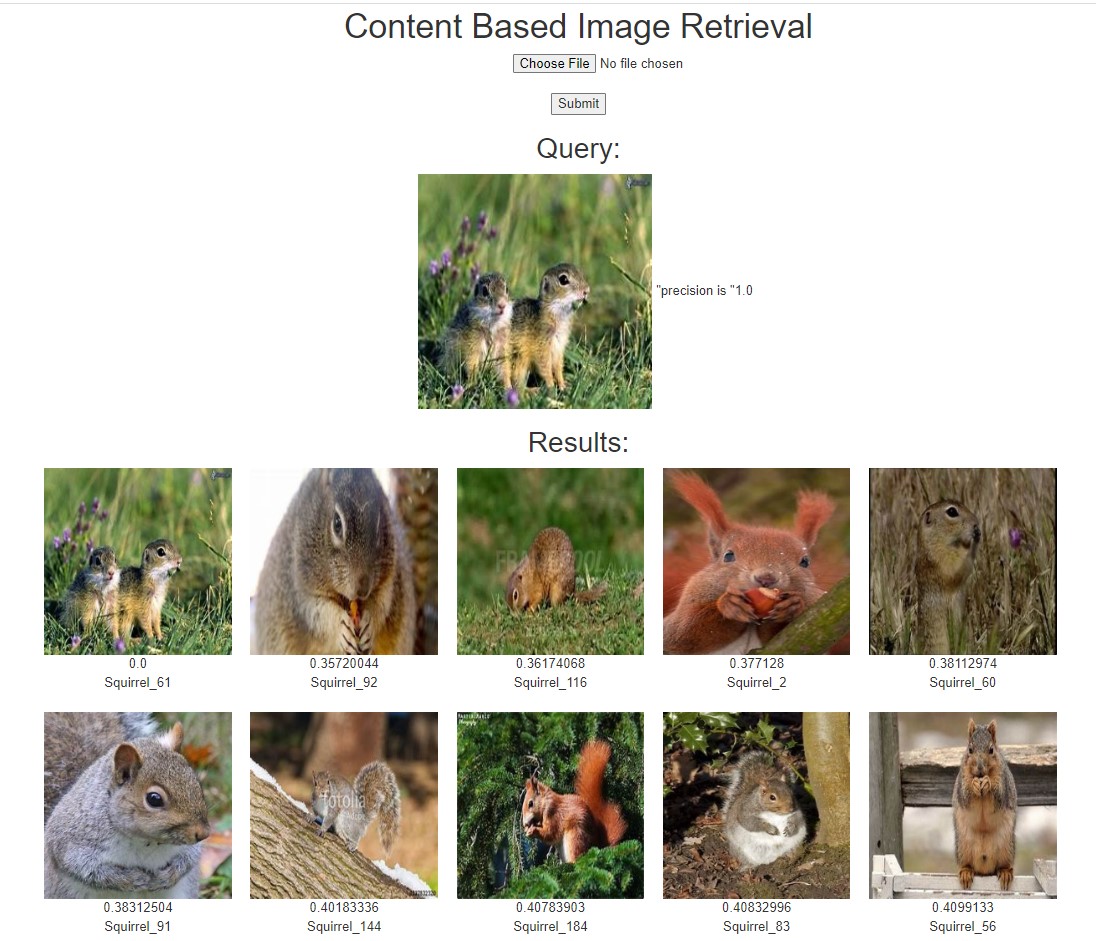 Content Based Image Retrieval
Choose File No file chosen
Submit
Query:
"precision is "1.0
Results:
0.0
0.35720044
0.36174068
0.377128
0.38112974
Squirrel_61
Squirrel_92
Squirrel_116
Squirrel_2
Squirrel_60
fotolia
0.38312504
0.40183336
0.40783903
0.40832996
0.4099133
Squirrel_91
Squirrel_144
Squirrel_184
Squirrel_83
Squirrel_56